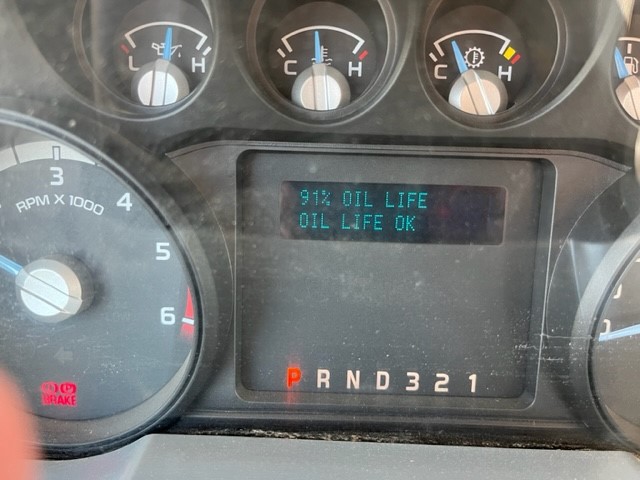 L H
C H
C H
3
4
5
6
RPM X 1000
91% OIL LIFE
OIL LIFE OK
P R N D 3 2 1
BRAKE